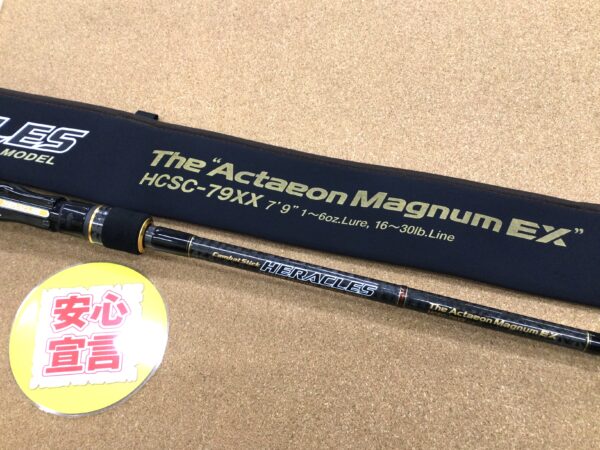 LES
MODEL
The "Actaeon Magnum EX"
HCSC-79XX 7'9" 1~6oz.Lure, 16~30lb.Line
Combat Stick HERACLES
The Actaeon Magnum EX
安心
宣言